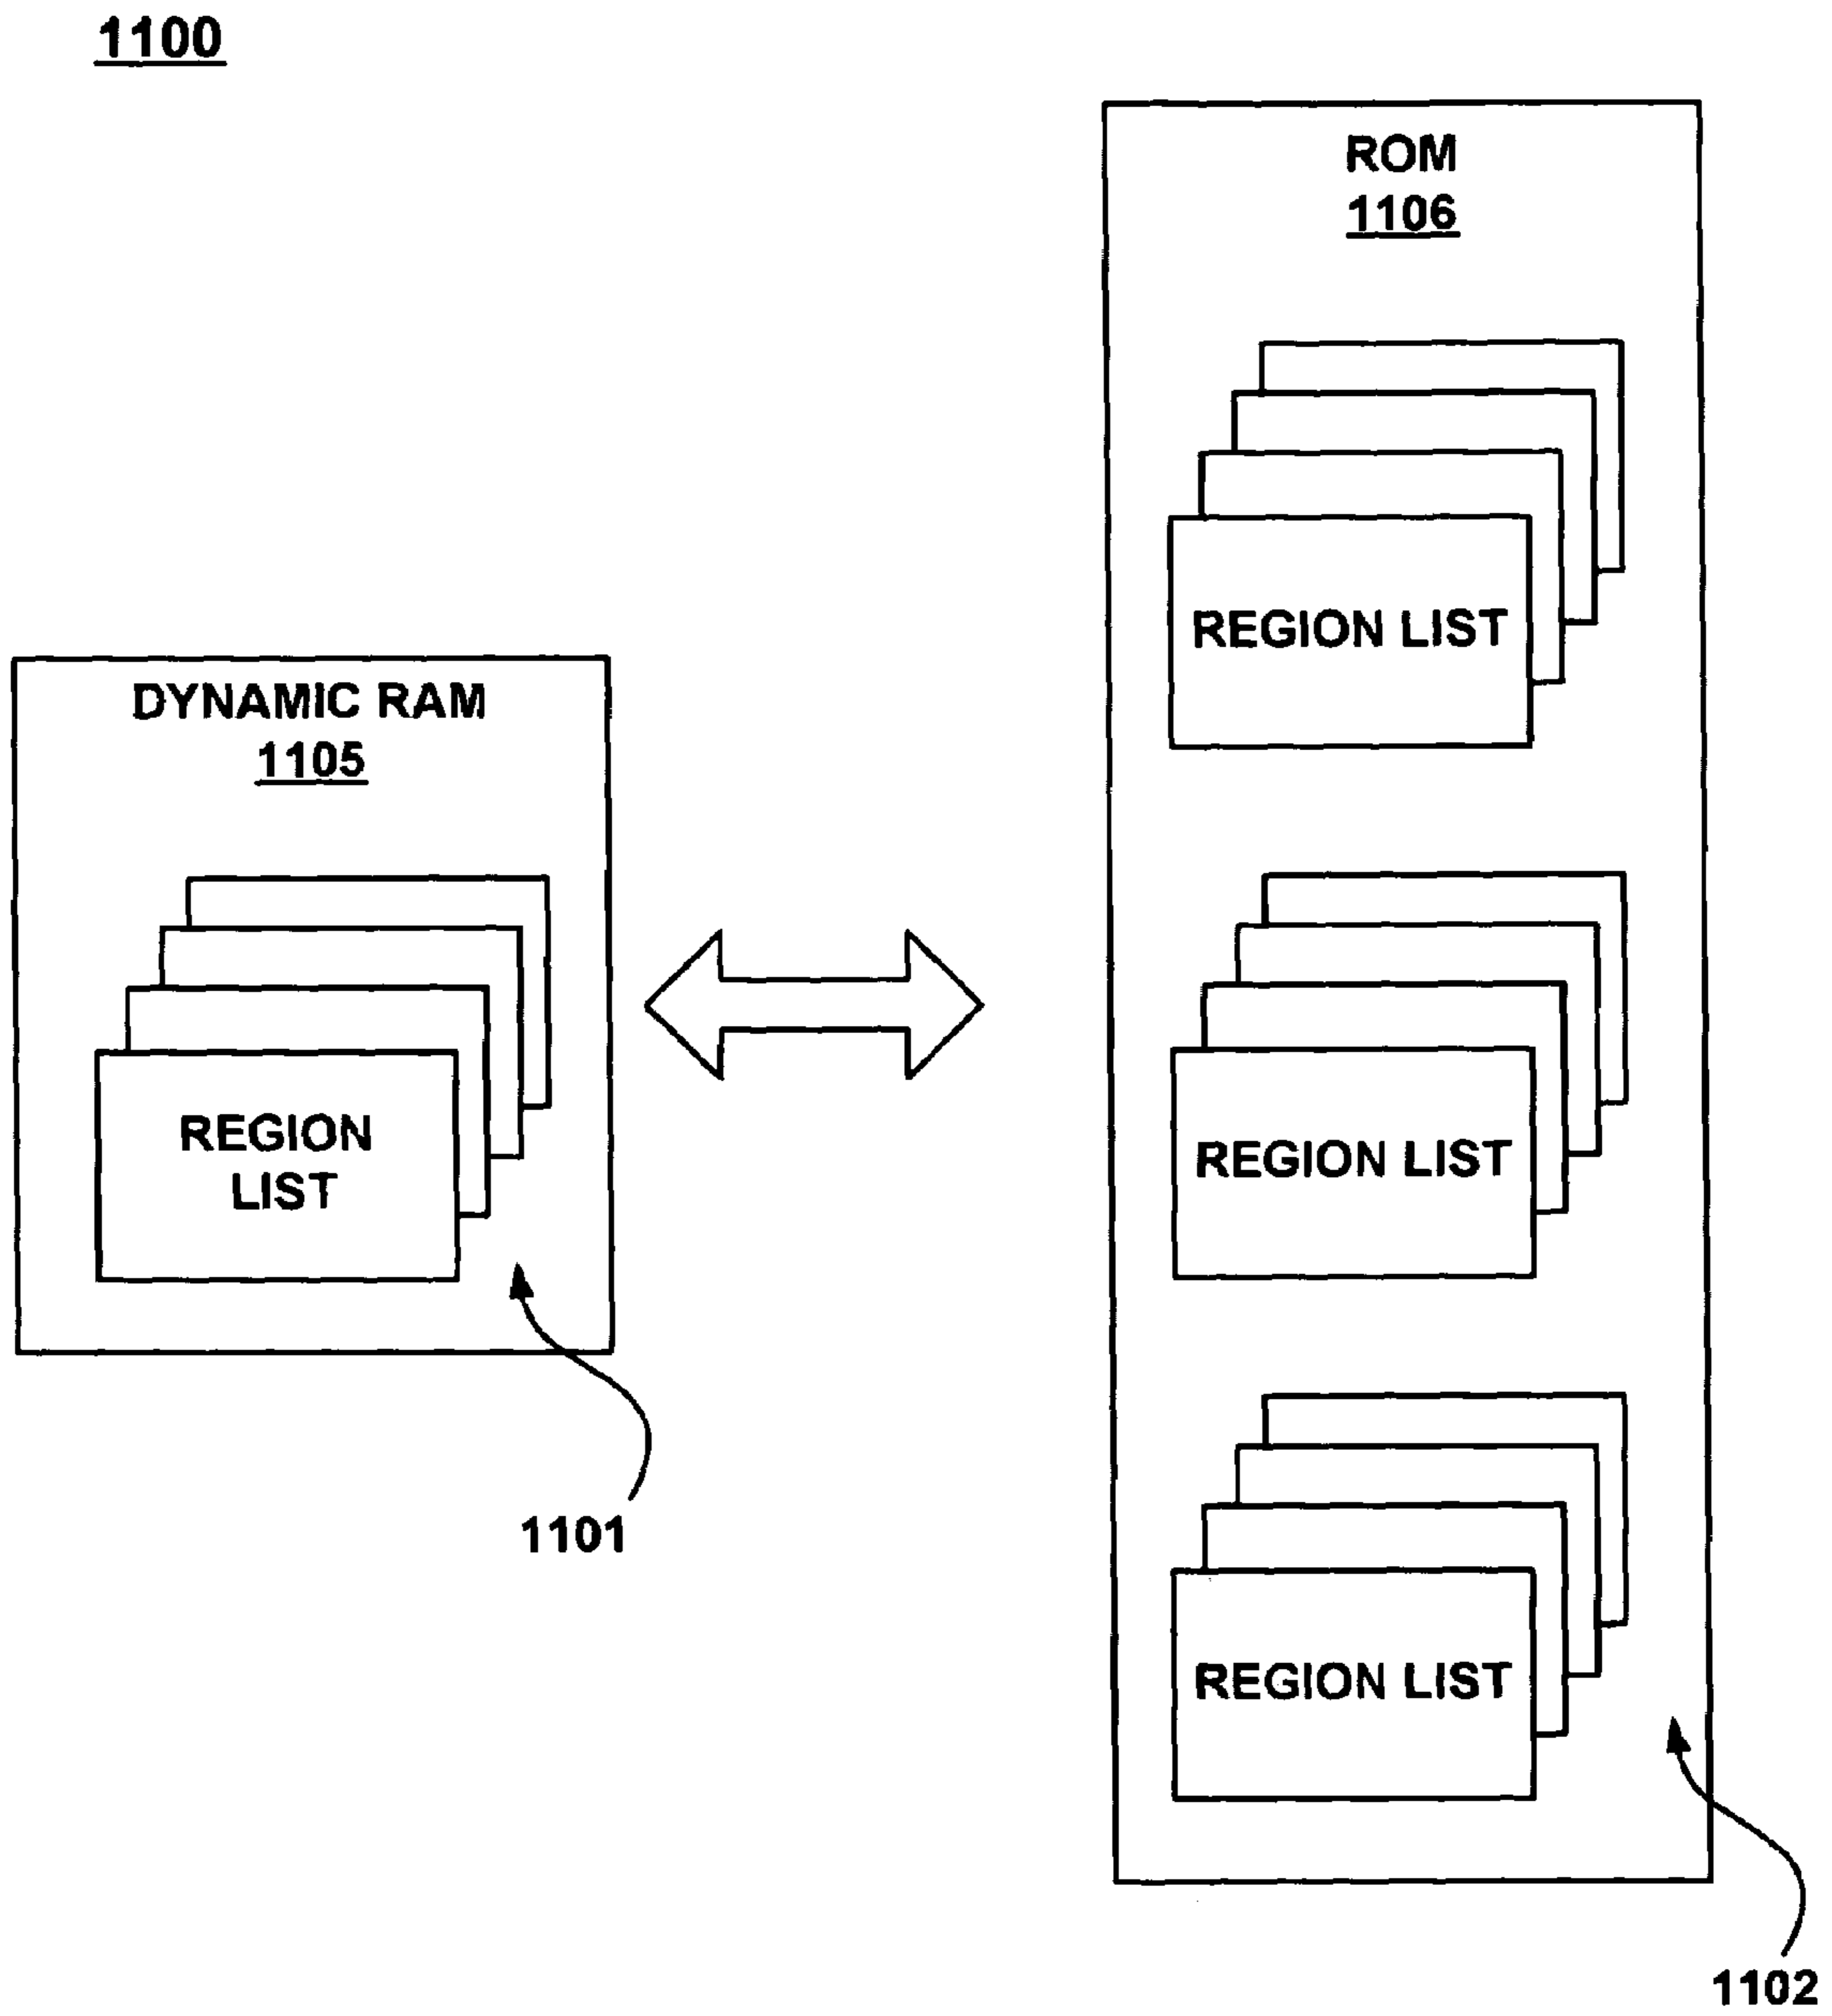 1100
ROM
1106
REGION LIST
DYNAMIC RAM
1105
REGION
LIST
REGION LIST
1101
REGION LIST
1102